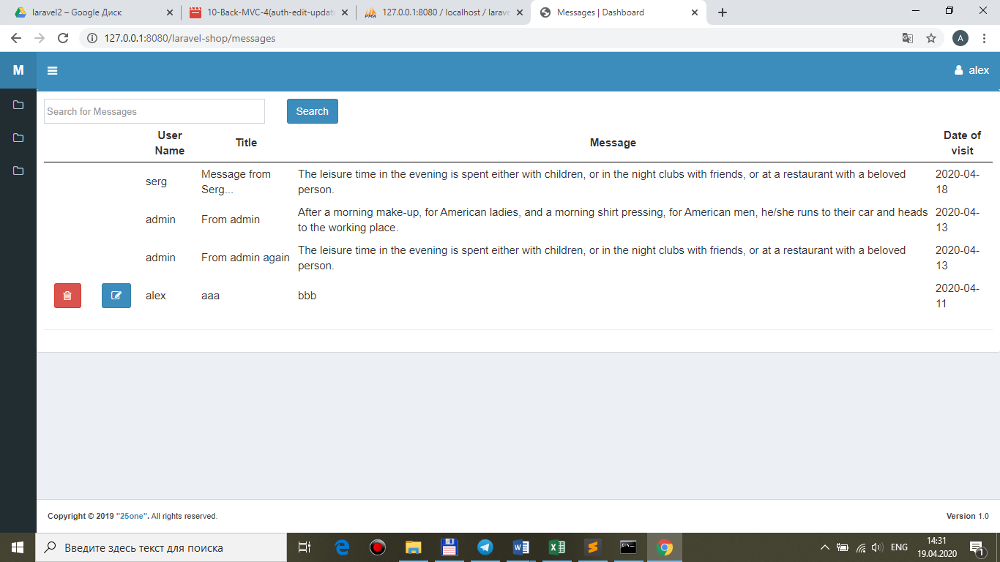 laravel2 – Google Диск
10-Back-MVC-4(auth-edit-updat
127.0.0.1:8080 / localhost / larave
Messages | Dashboard
127.0.0.1:8080/laravel-shop/messages
A
M
alex
Search for Messages
Search
User Name
Title
Message
Date of visit
serg
Message from Serg...
The leisure time in the evening is spent either with children, or in the night clubs with friends, or at a restaurant with a beloved
person.
2020-04-
18
admin
From admin
After a morning make-up, for American ladies, and a morning shirt pressing, for American men, he/she runs to their car and heads
to the working place.
2020-04-
13
admin
From admin again
The leisure time in the evening is spent either with children, or in the night clubs with friends, or at a restaurant with a beloved
person.
2020-04-
13
alex
aaa
bbb
2020-04-
11
Copyright © 2019 "25one". All rights reserved.
Version 1.0
Введите здесь текст для поиска
ENG
14:31
19.04.2020
1